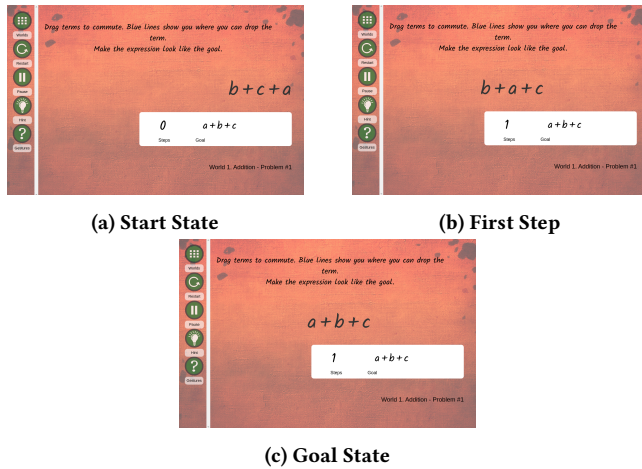 Drag terms to commute. Blue lines show you where you can drop the
term.
Make the expression look like the goal.
Worlds
Restart
Pause
Hint
Gestures
b+c+a
0
a+b+c
Steps
Goal
World 1. Addition - Problem #1
(a) Start State
Drag terms to commute. Blue lines show you where you can drop the
term.
Make the expression look like the goal.
Worlds
Restart
Pause
Hint
Gestures
b+a+c
1
a+b+c
Steps
Goal
World 1. Addition - Problem #1
(b) First Step
Drag terms to commute. Blue lines show you where you can drop the
term.
Make the expression look like the goal.
Worlds
Restart
Pause
Hint
Gestures
a+b+c
1
a+b+c
Steps
Goal
World 1. Addition - Problem #1
(c) Goal State